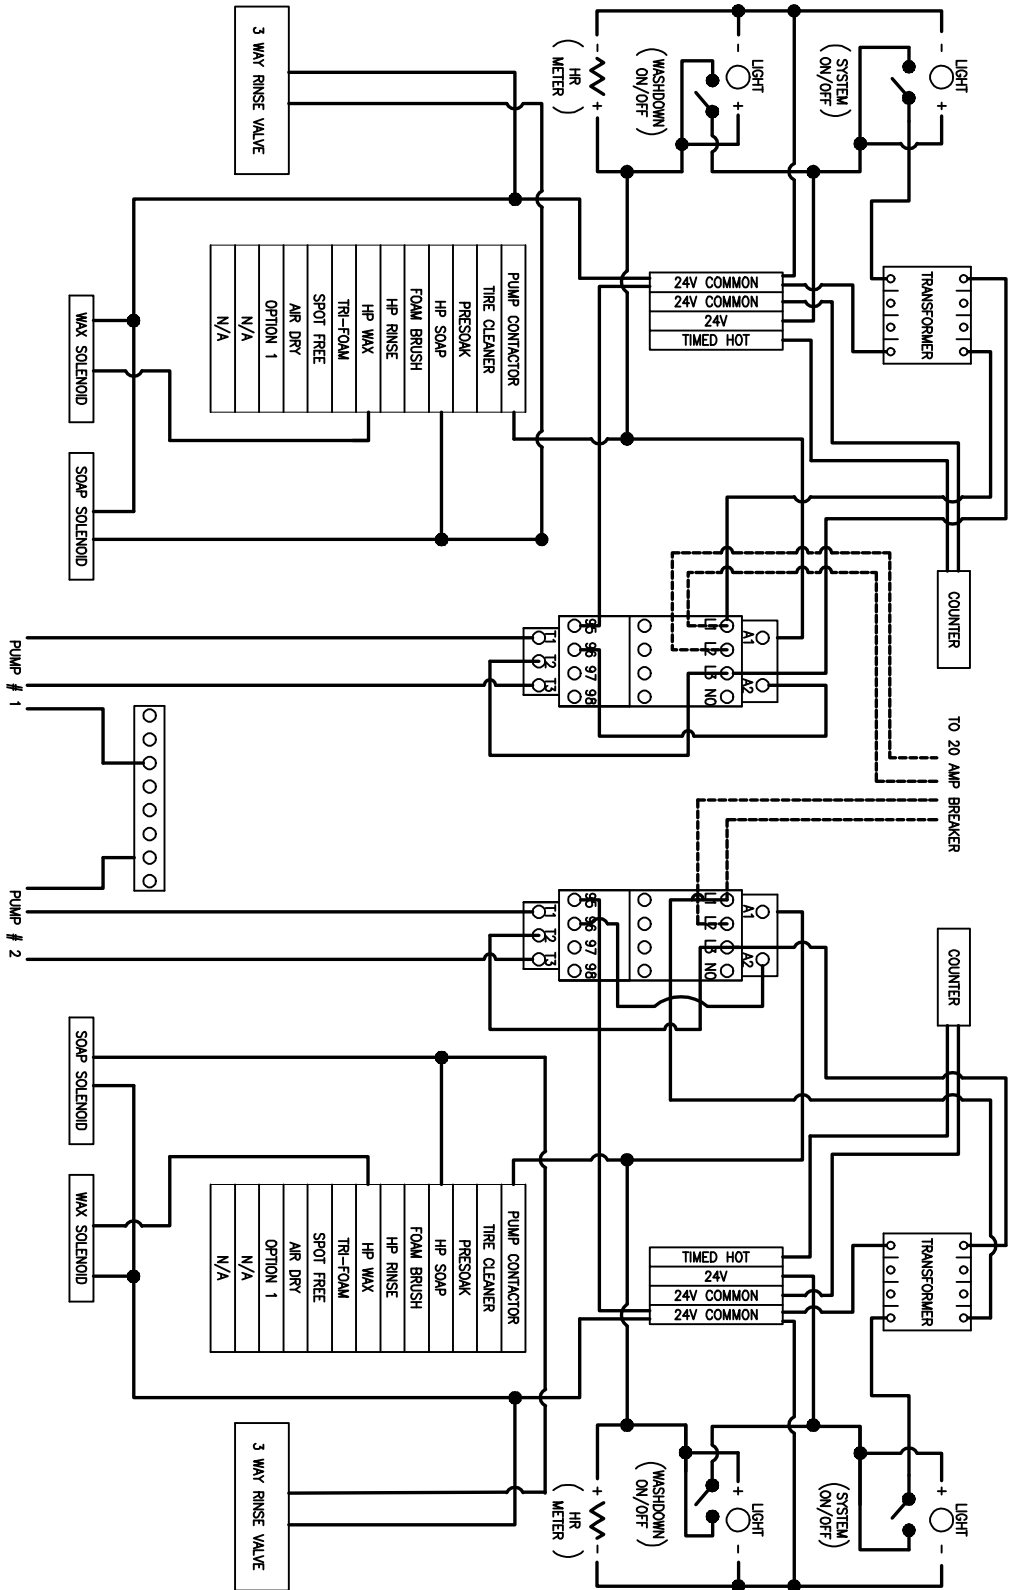 3 WAY RINSE VALVE
HR
METER
WASHDOWN
ON/OFF
LIGHT
SYSTEM
ON/OFF
LIGHT
PUMP CONTACTOR
TIRE CLEANER
PRESOAK
HP SOAP
FOAM BRUSH
HP RINSE
HP WAX
TRI-FOAM
SPOT FREE
AIR DRY
OPTION 1
N/A
N/A
24V COMMON
24V COMMON
24V
TIMED HOT
TRANSFORMER
WAX SOLENOID
SOAP SOLENOID
COUNTER
A1
A2
L1
L2
L3
NO
95
96
97
98
T1
T2
T3
PUMP # 1
TO 20 AMP BREAKER
PUMP # 2
A1
A2
L1
L2
L3
NO
95
96
97
98
T1
T2
T3
COUNTER
SOAP SOLENOID
WAX SOLENOID
PUMP CONTACTOR
TIRE CLEANER
PRESOAK
HP SOAP
FOAM BRUSH
HP RINSE
HP WAX
TRI-FOAM
SPOT FREE
AIR DRY
OPTION 1
N/A
N/A
TIMED HOT
24V
24V COMMON
24V COMMON
TRANSFORMER
3 WAY RINSE VALVE
HR
METER
WASHDOWN
ON/OFF
LIGHT
SYSTEM
ON/OFF
LIGHT